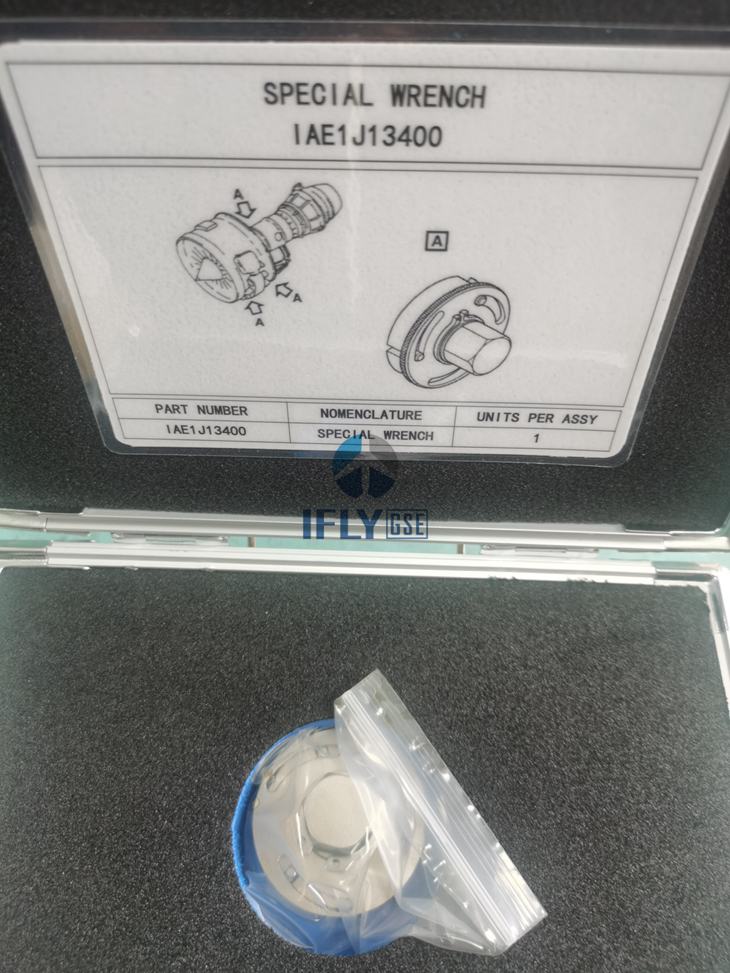 SPECIAL WRENCH
IAE1J13400
A
A
A
A
PART NUMBER NOMENCLATURE UNITS PER ASSY
IAE1J13400 SPECIAL WRENCH 1
IFLY GSE